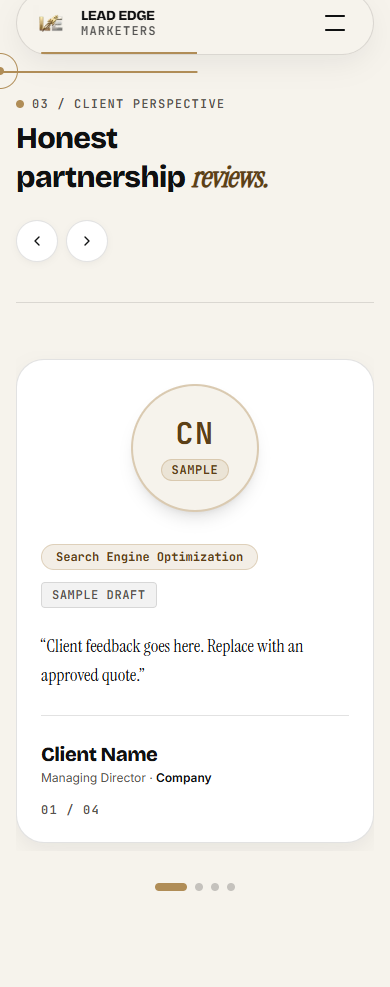 LEAD EDGE
MARKETERS
03 / CLIENT PERSPECTIVE
Honest
partnership reviews.
CN
SAMPLE
Search Engine Optimization
SAMPLE DRAFT
“Client feedback goes here. Replace with an
approved quote.”
Client Name
Managing Director · Company
01 / 04